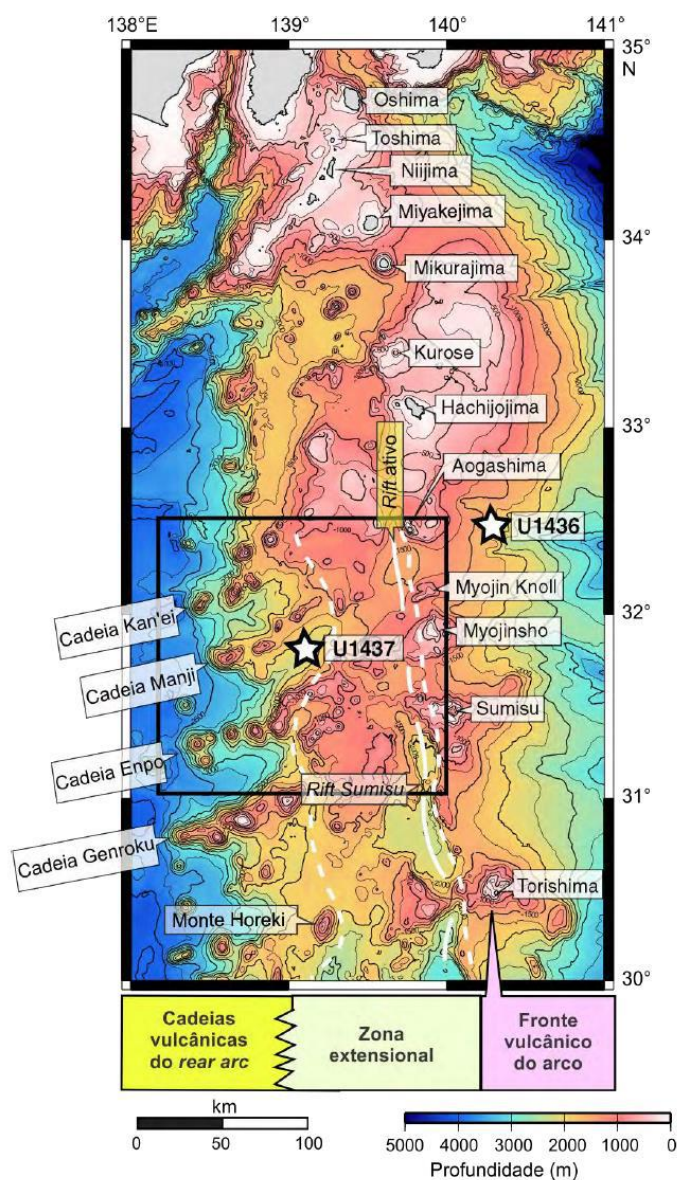 138°E 139° 140° 141°
35°
N
Oshima
Toshima
Niijima
Miyakejima
34°
Mikurajima
Kurose
Hachijojima
33°
Rift ativo
Aogashima
U1436
Myojin Knoll
32°
Cadeia Kan'ei
Myojinsho
U1437
Cadeia Manji
Sumisu
Cadeia Enpo
Rift Sumisu
31°
Cadeia Genroku
Torishima
Monte Horeki
30°
Cadeias
vulcânicas
do rear arc
Zona
extensional
Fronte
vulcânico
do arco
km
0 50 100
5000 4000 3000 2000 1000 0
Profundidade (m)